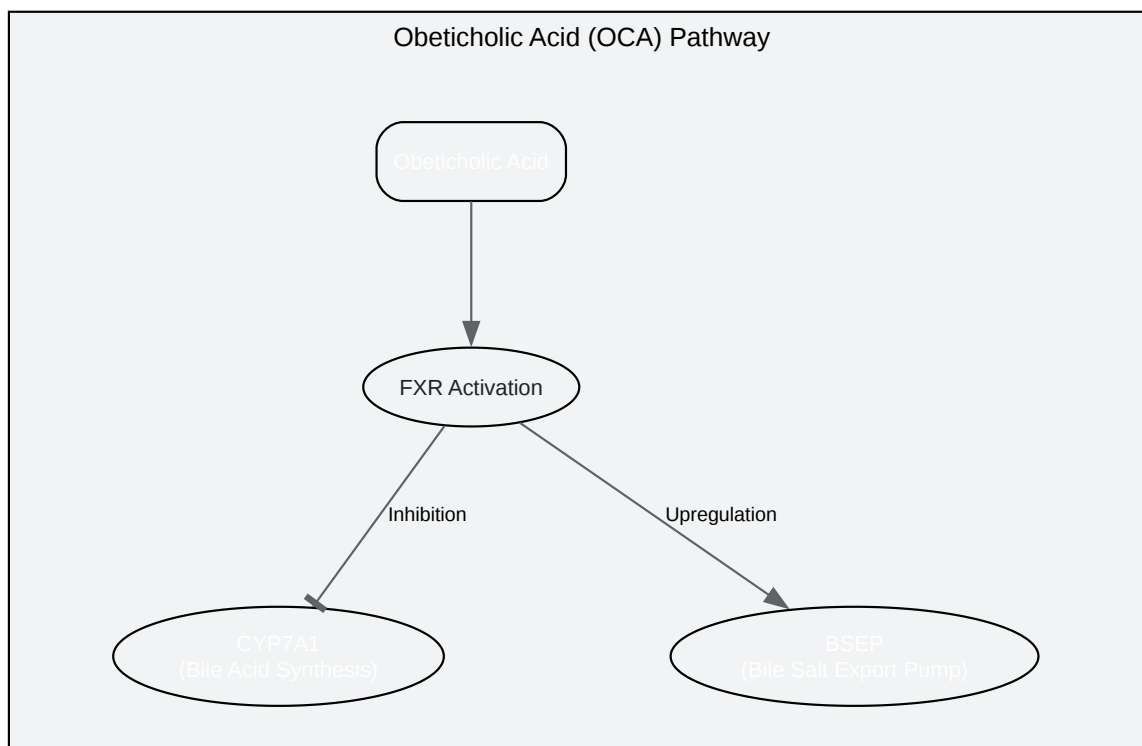 Obeticholic Acid (OCA) Pathway
Obeticholic Acid
FXR Activation
Inhibition
Upregulation
CYP7A1
(Bile Acid Synthesis)
BSEP
(Bile Salt Export Pump)